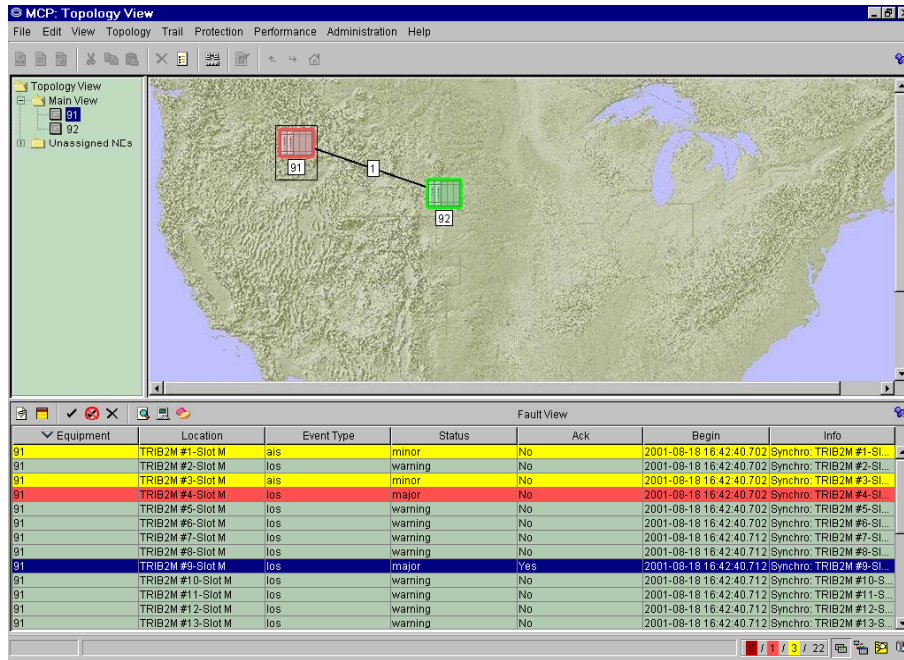 MCP: Topology View
File Edit View Topology Trail Protection Performance Administration Help
Topology View
Main View
91
92
Unassigned NEs
91
1
92
Fault View
Equipment Location Event Type Status Ack Begin Info
91 TRIB2M #1-Slot M ais minor No 2001-08-18 16:42:40.702 Synchro: TRIB2M #1-Sl...
91 TRIB2M #2-Slot M los warning No 2001-08-18 16:42:40.702 Synchro: TRIB2M #2-Sl...
91 TRIB2M #3-Slot M ais minor No 2001-08-18 16:42:40.702 Synchro: TRIB2M #3-Sl...
91 TRIB2M #4-Slot M los major No 2001-08-18 16:42:40.702 Synchro: TRIB2M #4-Sl...
91 TRIB2M #5-Slot M los warning No 2001-08-18 16:42:40.702 Synchro: TRIB2M #5-Sl...
91 TRIB2M #6-Slot M los warning No 2001-08-18 16:42:40.702 Synchro: TRIB2M #6-Sl...
91 TRIB2M #7-Slot M los warning No 2001-08-18 16:42:40.712 Synchro: TRIB2M #7-Sl...
91 TRIB2M #8-Slot M los warning No 2001-08-18 16:42:40.712 Synchro: TRIB2M #8-Sl...
91 TRIB2M #9-Slot M los major Yes 2001-08-18 16:42:40.712 Synchro: TRIB2M #9-Sl...
91 TRIB2M #10-Slot M los warning No 2001-08-18 16:42:40.712 Synchro: TRIB2M #10-S...
91 TRIB2M #11-Slot M los warning No 2001-08-18 16:42:40.712 Synchro: TRIB2M #11-S...
91 TRIB2M #12-Slot M los warning No 2001-08-18 16:42:40.712 Synchro: TRIB2M #12-S...
91 TRIB2M #13-Slot M los warning No 2001-08-18 16:42:40.712 Synchro: TRIB2M #13-S...
0 / 1 / 3 / 22